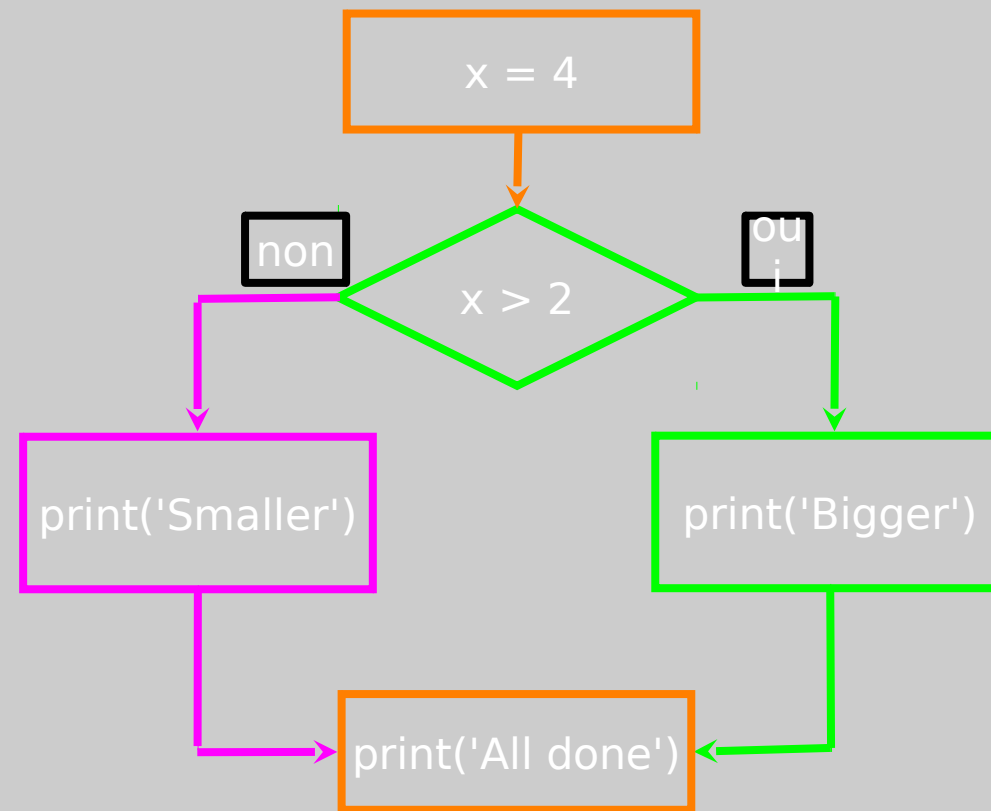 x = 4
non
ou
i
x > 2
print('Smaller')
print('Bigger')
print('All done')